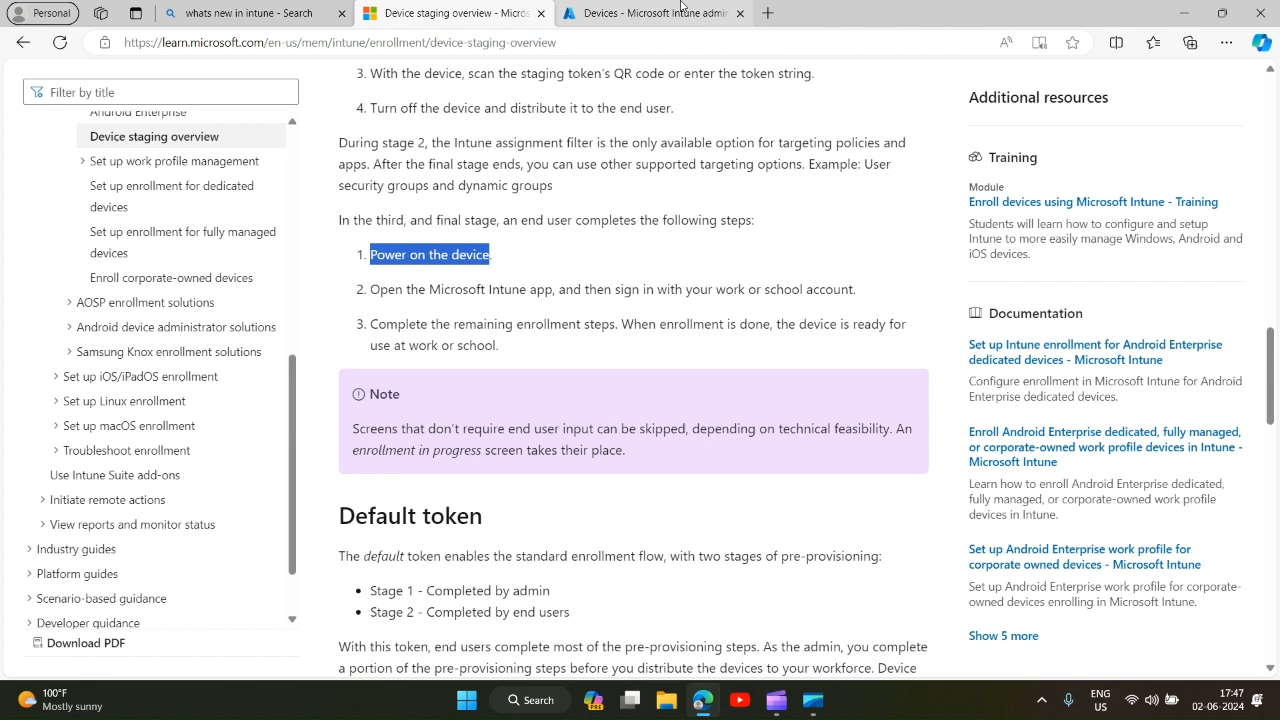 Personal
whats new in intune - Search
Device staging overview - Micros
Devices - Microsoft Intune admin
https://learn.microsoft.com/en-us/mem/intune/enrollment/device-staging-overview
Filter by title
Android Enterprise
Device staging overview
Set up work profile management
Set up enrollment for dedicated
devices
Set up enrollment for fully managed
devices
Enroll corporate-owned devices
AOSP enrollment solutions
Android device administrator solutions
Samsung Knox enrollment solutions
Set up iOS/iPadOS enrollment
Set up Linux enrollment
Set up macOS enrollment
Troubleshoot enrollment
Use Intune Suite add-ons
Initiate remote actions
View reports and monitor status
Industry guides
Platform guides
Scenario-based guidance
Developer guidance
Download PDF
3. With the device, scan the staging token's QR code or enter the token string.
4. Turn off the device and distribute it to the end user.
During stage 2, the Intune assignment filter is the only available option for targeting policies and
apps. After the final stage ends, you can use other supported targeting options. Example: User
security groups and dynamic groups
In the third, and final stage, an end user completes the following steps:
1. Power on the device.
2. Open the Microsoft Intune app, and then sign in with your work or school account.
3. Complete the remaining enrollment steps. When enrollment is done, the device is ready for
use at work or school.
Note
Screens that don't require end user input can be skipped, depending on technical feasibility. An
enrollment in progress screen takes their place.
Default token
The default token enables the standard enrollment flow, with two stages of pre-provisioning:
• Stage 1 - Completed by admin
• Stage 2 - Completed by end users
With this token, end users complete most of the pre-provisioning steps. As the admin, you complete
a portion of the pre-provisioning steps before you distribute the devices to your workforce. Device
Additional resources
Training
Module
Enroll devices using Microsoft Intune - Training
Students will learn how to configure and setup
Intune to more easily manage Windows, Android and
iOS devices.
Documentation
Set up Intune enrollment for Android Enterprise
dedicated devices - Microsoft Intune
Configure enrollment in Microsoft Intune for Android
Enterprise dedicated devices.
Enroll Android Enterprise dedicated, fully managed,
or corporate-owned work profile devices in Intune -
Microsoft Intune
Learn how to enroll Android Enterprise dedicated,
fully managed, or corporate-owned work profile
devices in Intune.
Set up Android Enterprise work profile for
corporate owned devices - Microsoft Intune
Set up Android Enterprise work profile for corporate-
owned devices enrolling in Microsoft Intune.
Show 5 more
100°F
Mostly sunny
Search
PRE
ENG
US
17:47
02-06-2024